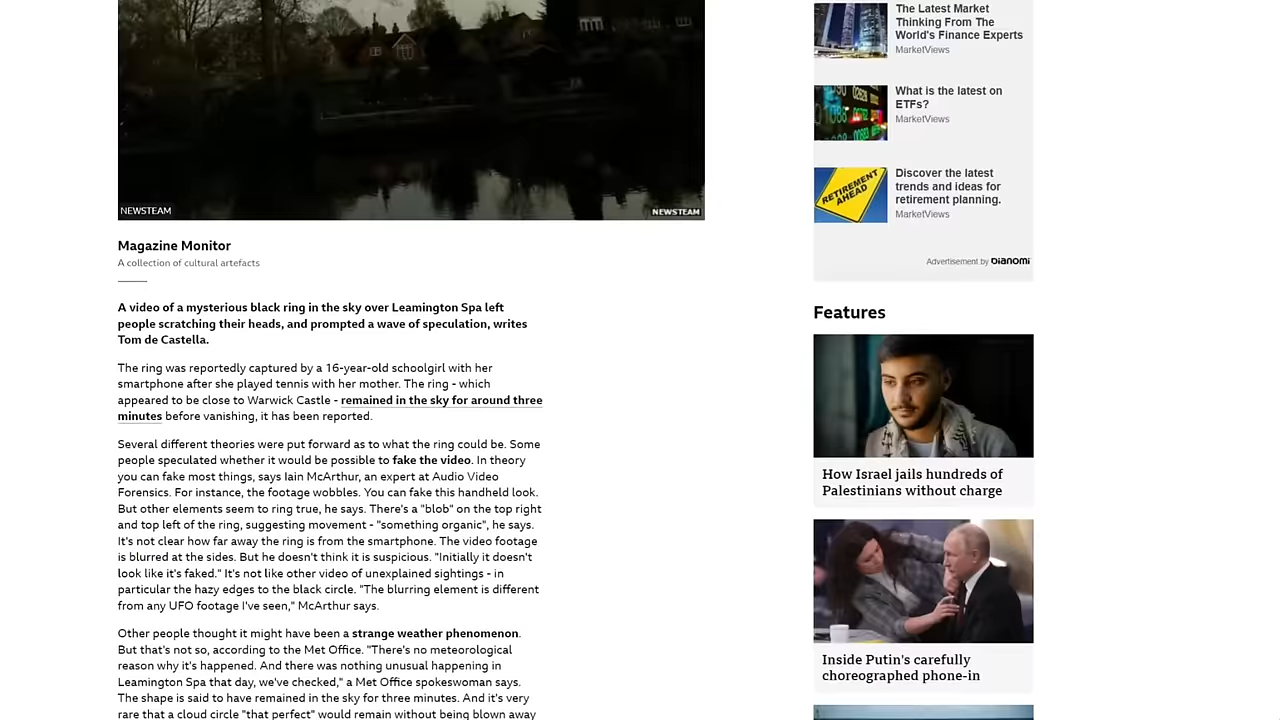 NEWSTEAM
NEWSTEAM
Magazine Monitor
A collection of cultural artefacts
A video of a mysterious black ring in the sky over Leamington Spa left
people scratching their heads, and prompted a wave of speculation, writes
Tom de Castella.
The ring was reportedly captured by a 16-year-old schoolgirl with her
smartphone after she played tennis with her mother. The ring - which
appeared to be close to Warwick Castle - remained in the sky for around three
minutes before vanishing, it has been reported.
Several different theories were put forward as to what the ring could be. Some
people speculated whether it would be possible to fake the video. In theory
you can fake most things, says Iain McArthur, an expert at Audio Video
Forensics. For instance, the footage wobbles. You can fake this handheld look.
But other elements seem to ring true, he says. There's a "blob" on the top right
and top left of the ring, suggesting movement - "something organic", he says.
It's not clear how far away the ring is from the smartphone. The video footage
is blurred at the sides. But he doesn't think it is suspicious. "Initially it doesn't
look like it's faked." It's not like other video of unexplained sightings - in
particular the hazy edges to the black circle. "The blurring element is different
from any UFO footage I've seen," McArthur says.
Other people thought it might have been a strange weather phenomenon.
But that's not so, according to the Met Office. "There's no meteorological
reason why it's happened. And there was nothing unusual happening in
Leamington Spa that day, we've checked," a Met Office spokeswoman says.
The shape is said to have remained in the sky for three minutes. And it's very
rare that a cloud circle "that perfect" would remain without being blown away
The Latest Market
Thinking From The
World's Finance Experts
MarketViews
What is the latest on
ETFs?
MarketViews
RETIREMENT
AHEAD
Discover the latest
trends and ideas for
retirement planning.
MarketViews
Advertisement by DIANOMI
Features
How Israel jails hundreds of
Palestinians without charge
Inside Putin's carefully
choreographed phone-in